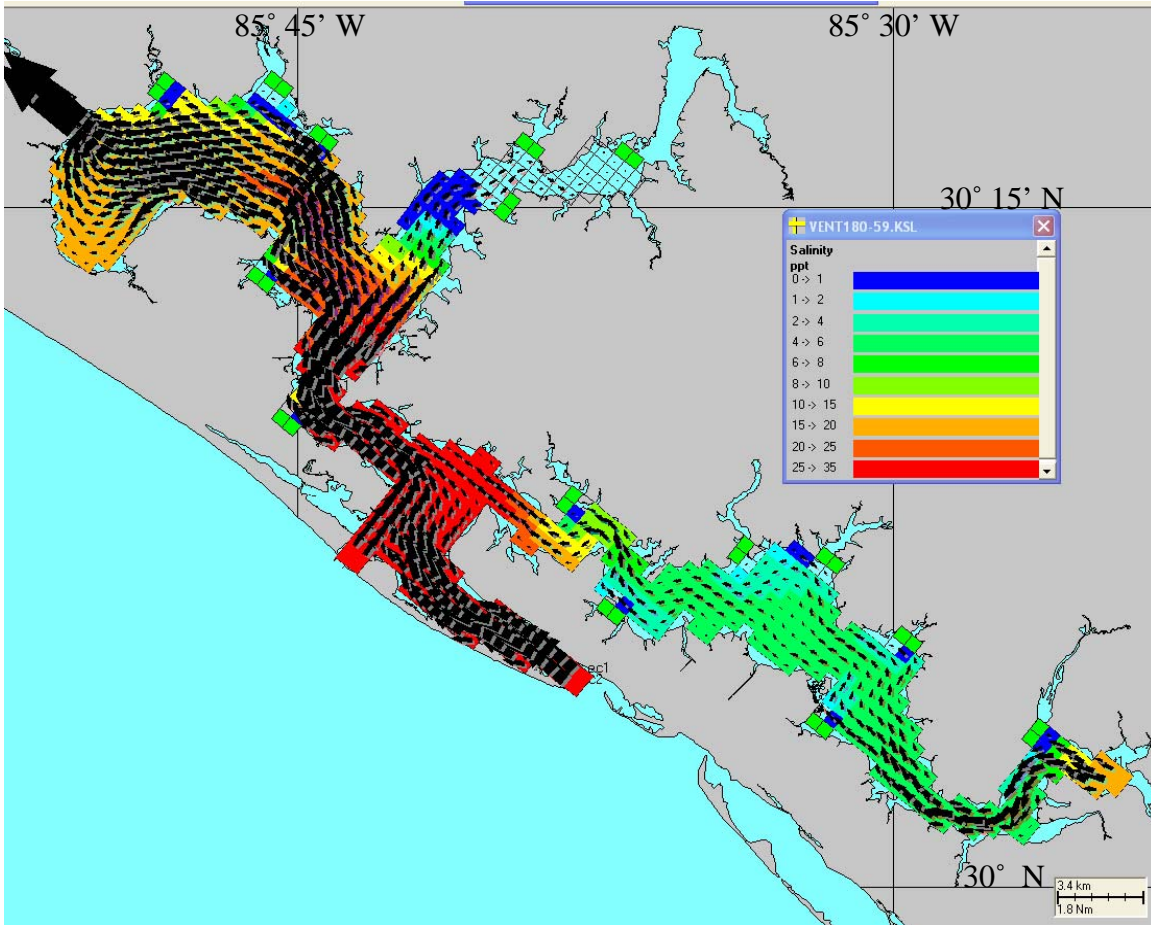 85° 45’ W
85° 30’ W
30° 15’ N
VENT180-59.KSL
Salinity
ppt
0 -> 1
1 -> 2
2 -> 4
4 -> 6
6 -> 8
8 -> 10
10 -> 15
15 -> 20
20 -> 25
25 -> 35
30° N
3.4 km
1.8 Nm